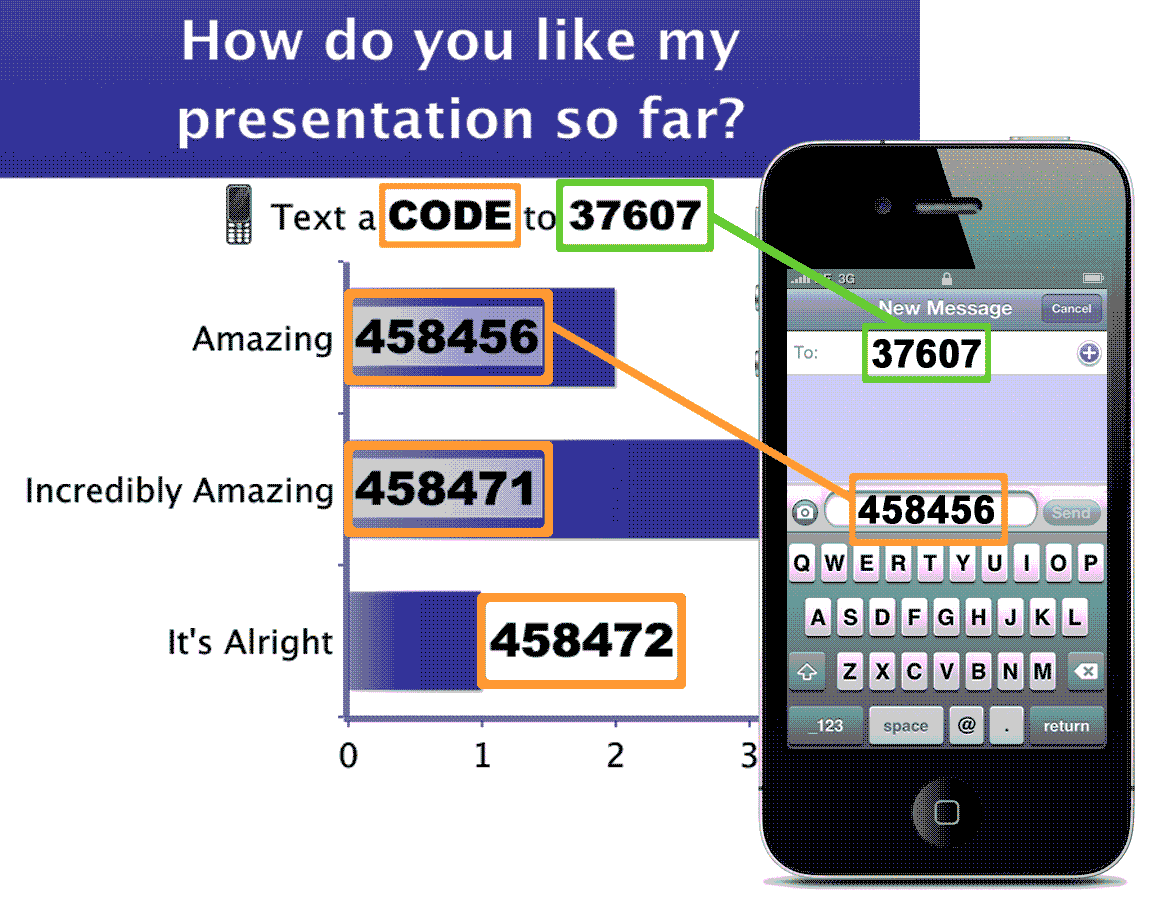 How do you like my
presentation so far?
Text a CODE to 37607
Amazing 458456
Incredibly Amazing 458471
It's Alright 458472
0 1 2 3
3G
New Message Cancel
To: 37607
458456 Send
Q W E R T Y U I O P
A S D F G H J K L
Z X C V B N M
_123 space @ . return